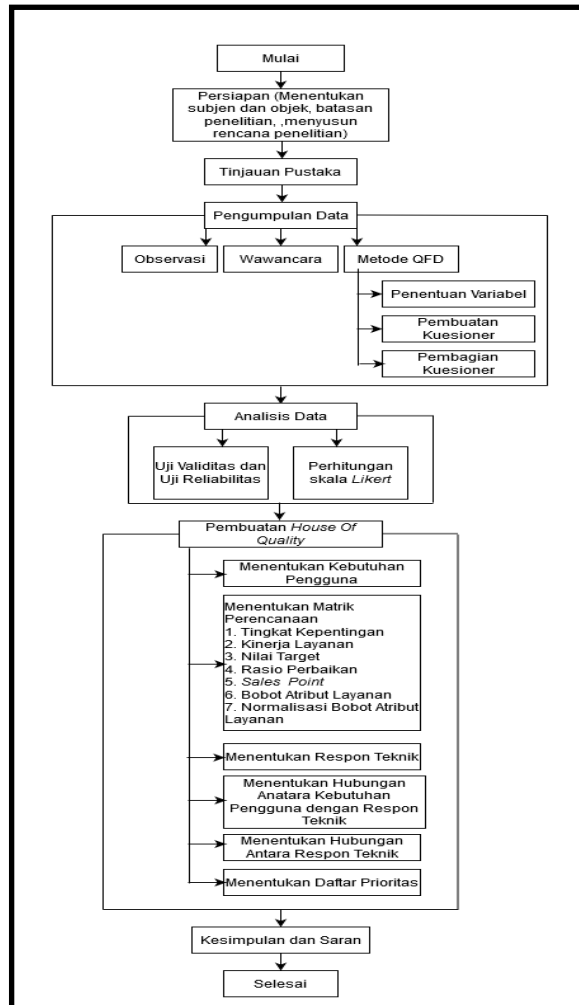 Mulai
Persiapan (Menentukan
subjen dan objek, batasan
penelitian, ,menyusun
rencana penelitian)
Tinjauan Pustaka
Pengumpulan Data
Observasi
Wawancara
Metode QFD
Penentuan Variabel
Pembuatan
Kuesioner
Pembagian
Kuesioner
Analisis Data
Uji Validitas dan
Uji Reliabilitas
Perhitungan
skala Likert
Pembuatan House Of
Quality
Menentukan Kebutuhan
Pengguna
Menentukan Matrik
Perencanaan
1. Tingkat Kepentingan
2. Kinerja Layanan
3. Nilai Target
4. Rasio Perbaikan
5. Sales Point
6. Bobot Atribut Layanan
7. Normalisasi Bobot Atribut
Layanan
Menentukan Respon Teknik
Menentukan Hubungan
Anatara Kebutuhan
Pengguna dengan Respon
Teknik
Menentukan Hubungan
Antara Respon Teknik
Menentukan Daftar Prioritas
Kesimpulan dan Saran
Selesai